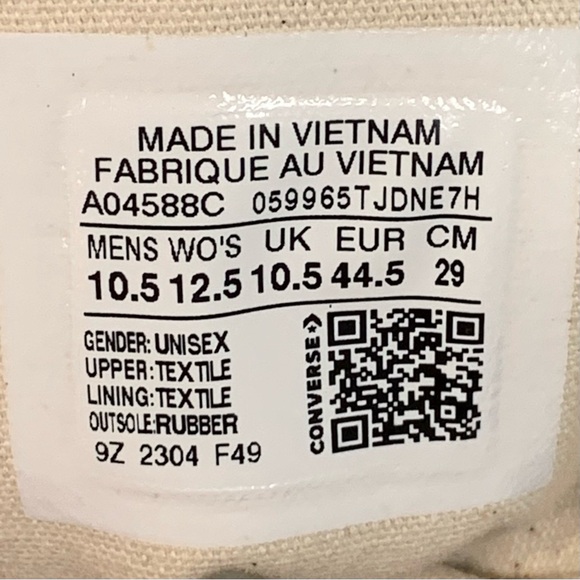 MADE IN VIETNAM
FABRIQUE AU VIETNAM
A04588C 059965TJDNE7H
MENS WO'S UK EUR CM
10.5 12.5 10.5 44.5 29
GENDER: UNISEX
UPPER:TEXTILE
LINING:TEXTILE
OUTSOLE:RUBBER
9Z 2304 F49
CONVERSE